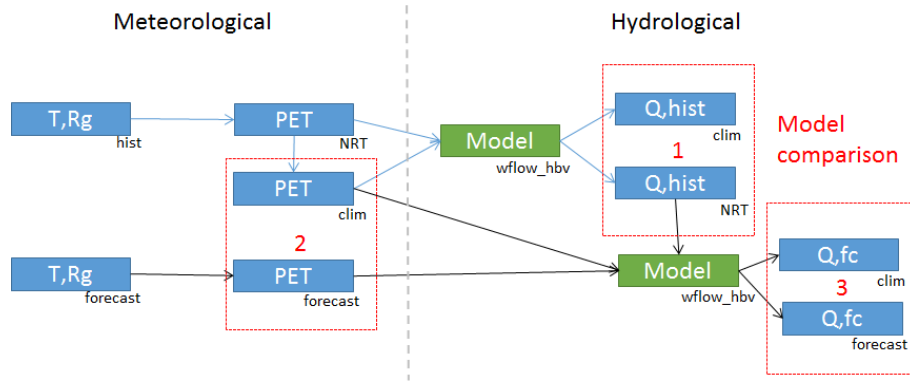 Meteorological
Hydrological
T,Rg
hist
PET
NRT
PET
clim
2
T,Rg
forecast
PET
forecast
Model
wflow_hbv
Q,hist
clim
1
Q,hist
NRT
Model
comparison
Model
wflow_hbv
Q,fc
clim
3
Q,fc
forecast